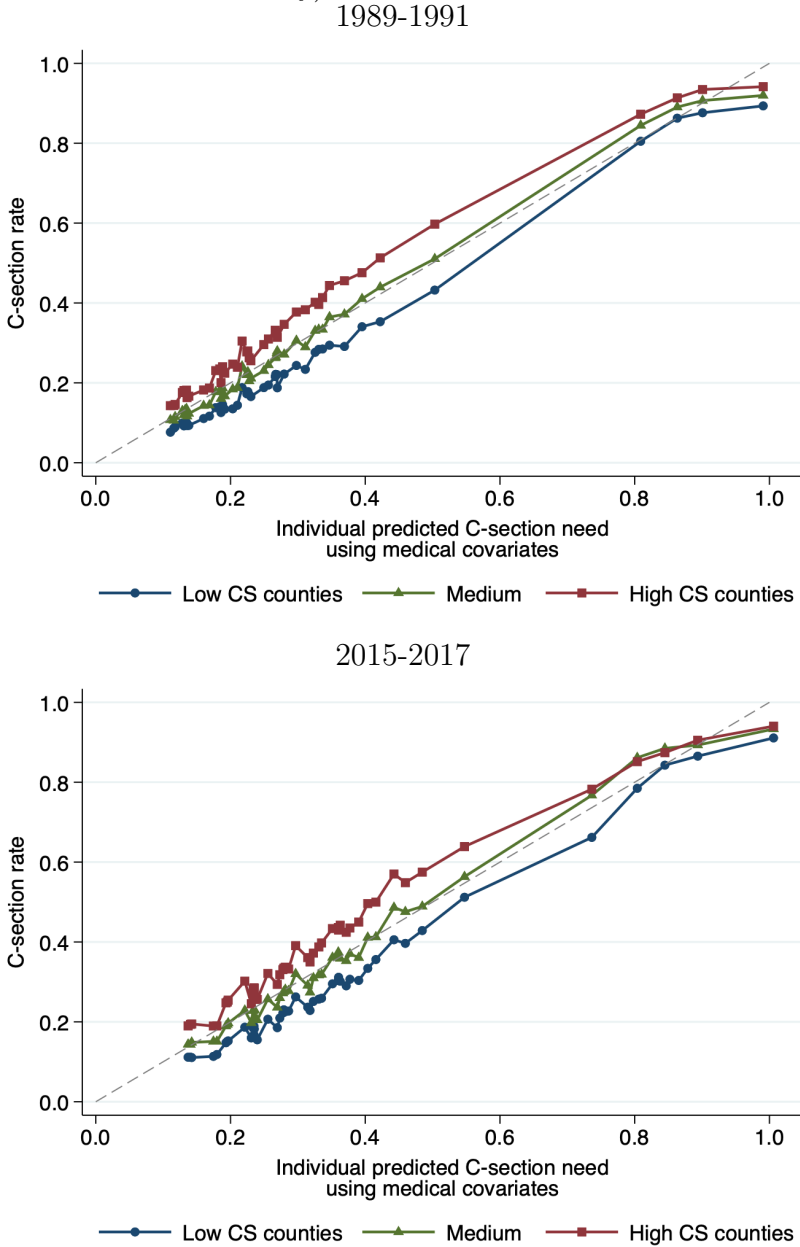 1989-1991
1.0
0.8
0.6
0.4
0.2
0.0
C-section rate
0.0 0.2 0.4 0.6 0.8 1.0
Individual predicted C-section need
using medical covariates
Low CS counties Medium High CS counties
2015-2017
1.0
0.8
0.6
0.4
0.2
0.0
C-section rate
0.0 0.2 0.4 0.6 0.8 1.0
Individual predicted C-section need
using medical covariates
Low CS counties Medium High CS counties